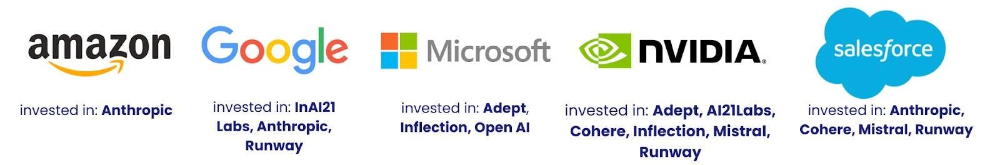 amazon
invested in: Anthropic
Google
invested in: InAI21
Labs, Anthropic,
Runway
Microsoft
invested in: Adept,
Inflection, Open AI
NVIDIA®
invested in: Adept, AI21Labs,
Cohere, Inflection, Mistral,
Runway
salesforce
invested in: Anthropic,
Cohere, Mistral, Runway